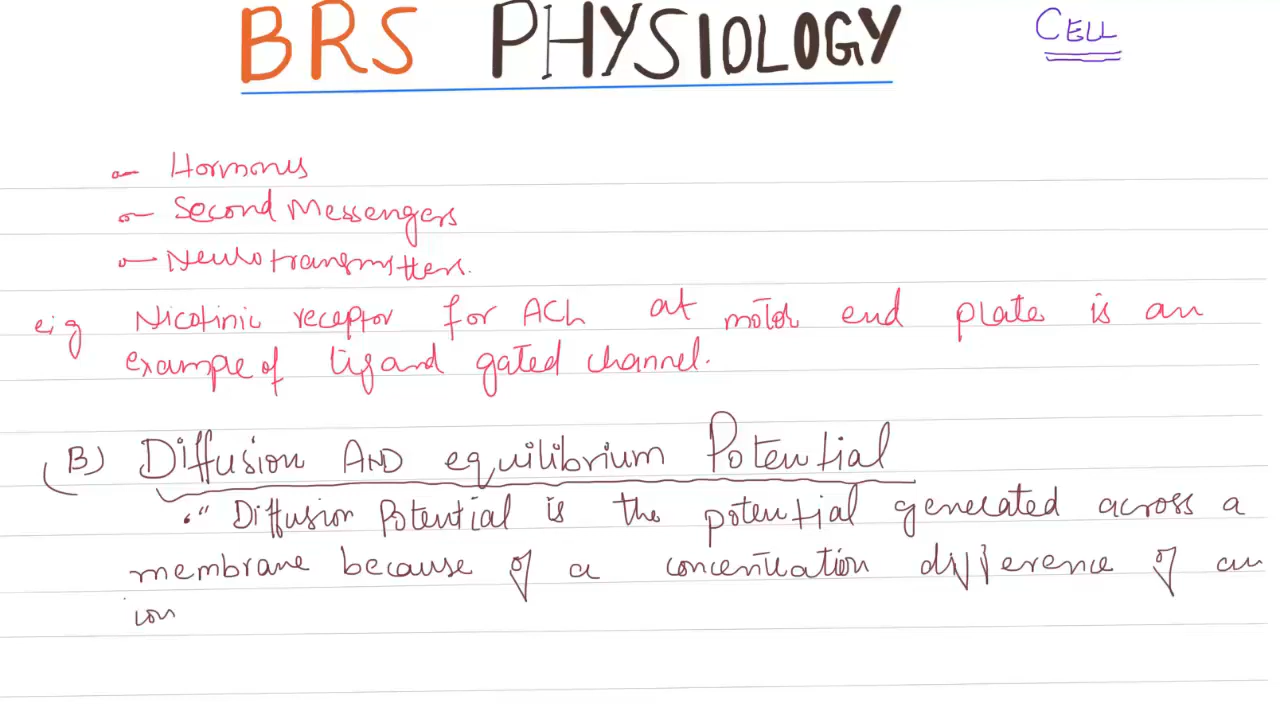 BRS PHYSIOLOGY CELL
- Hormones
- Second Messengers
- Neurotransmitters.
e.g Nicotinic receptor for ACh at motor end plate is an
example of ligand gated channel.
(B) Diffusion AND equilibrium Potential
." Diffusion Potential is the potential generated across a
membrane because of a concentration difference of an
ion